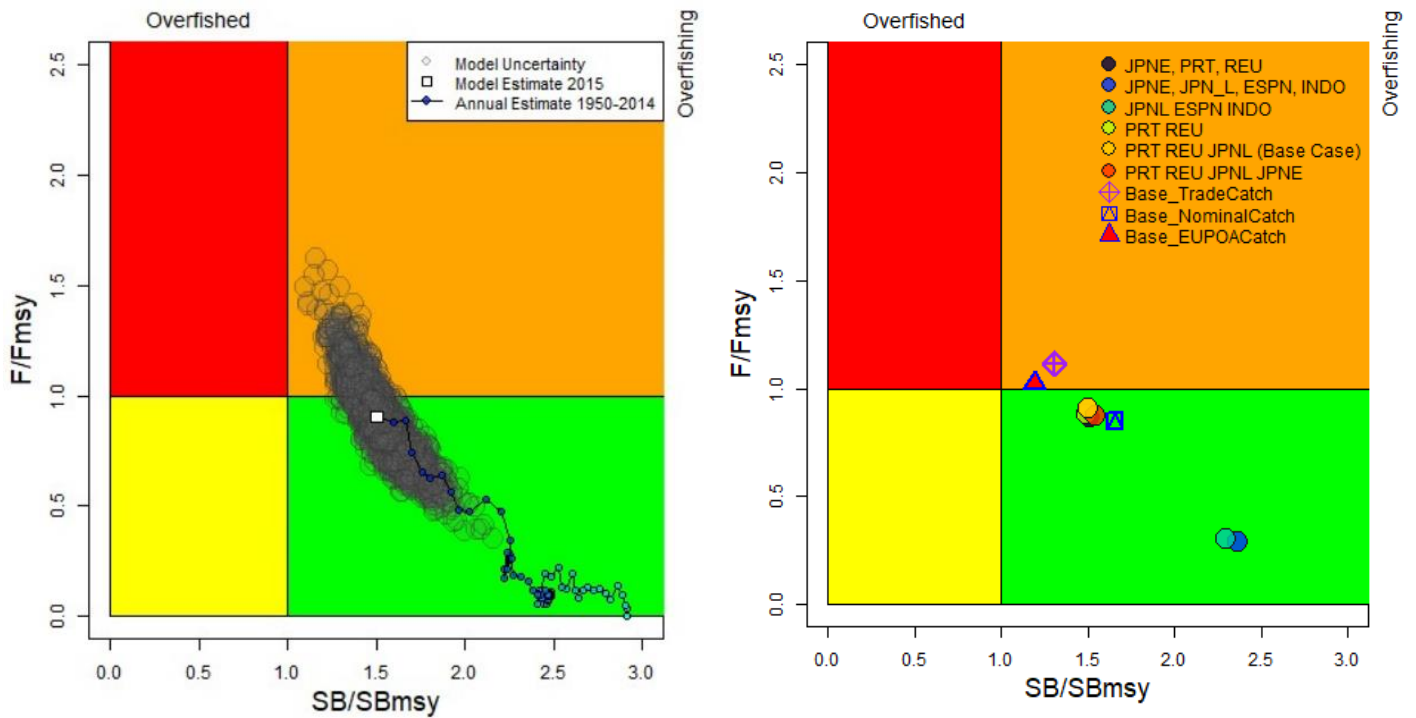 Overfished
Overfishing
Model Uncertainty
Model Estimate 2015
Annual Estimate 1950-2014
F/Fmsy
2.5
2.0
1.5
1.0
0.5
0.0
0.0 0.5 1.0 1.5 2.0 2.5 3.0
SB/SBmsy
Overfished
Overfishing
JPNE, PRT, REU
JPNE, JPN_L, ESPN, INDO
JPNL ESPN INDO
PRT REU
PRT REU JPNL (Base Case)
PRT REU JPNL JPNE
Base_TradeCatch
Base_NominalCatch
Base_EUPOACatch
F/Fmsy
2.5
2.0
1.5
1.0
0.5
0.0
0.0 0.5 1.0 1.5 2.0 2.5 3.0
SB/SBmsy